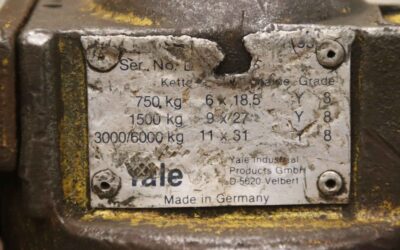 Ser. No.
Kette Grade
750 kg 6 x 18,5 Y 8
1500 kg 9 x 27 Y 8
3000/6000 kg 11 x 31 Y 8
Yale
Yale Industrial
Products GmbH
D-5620 Velbert
Made in Germany